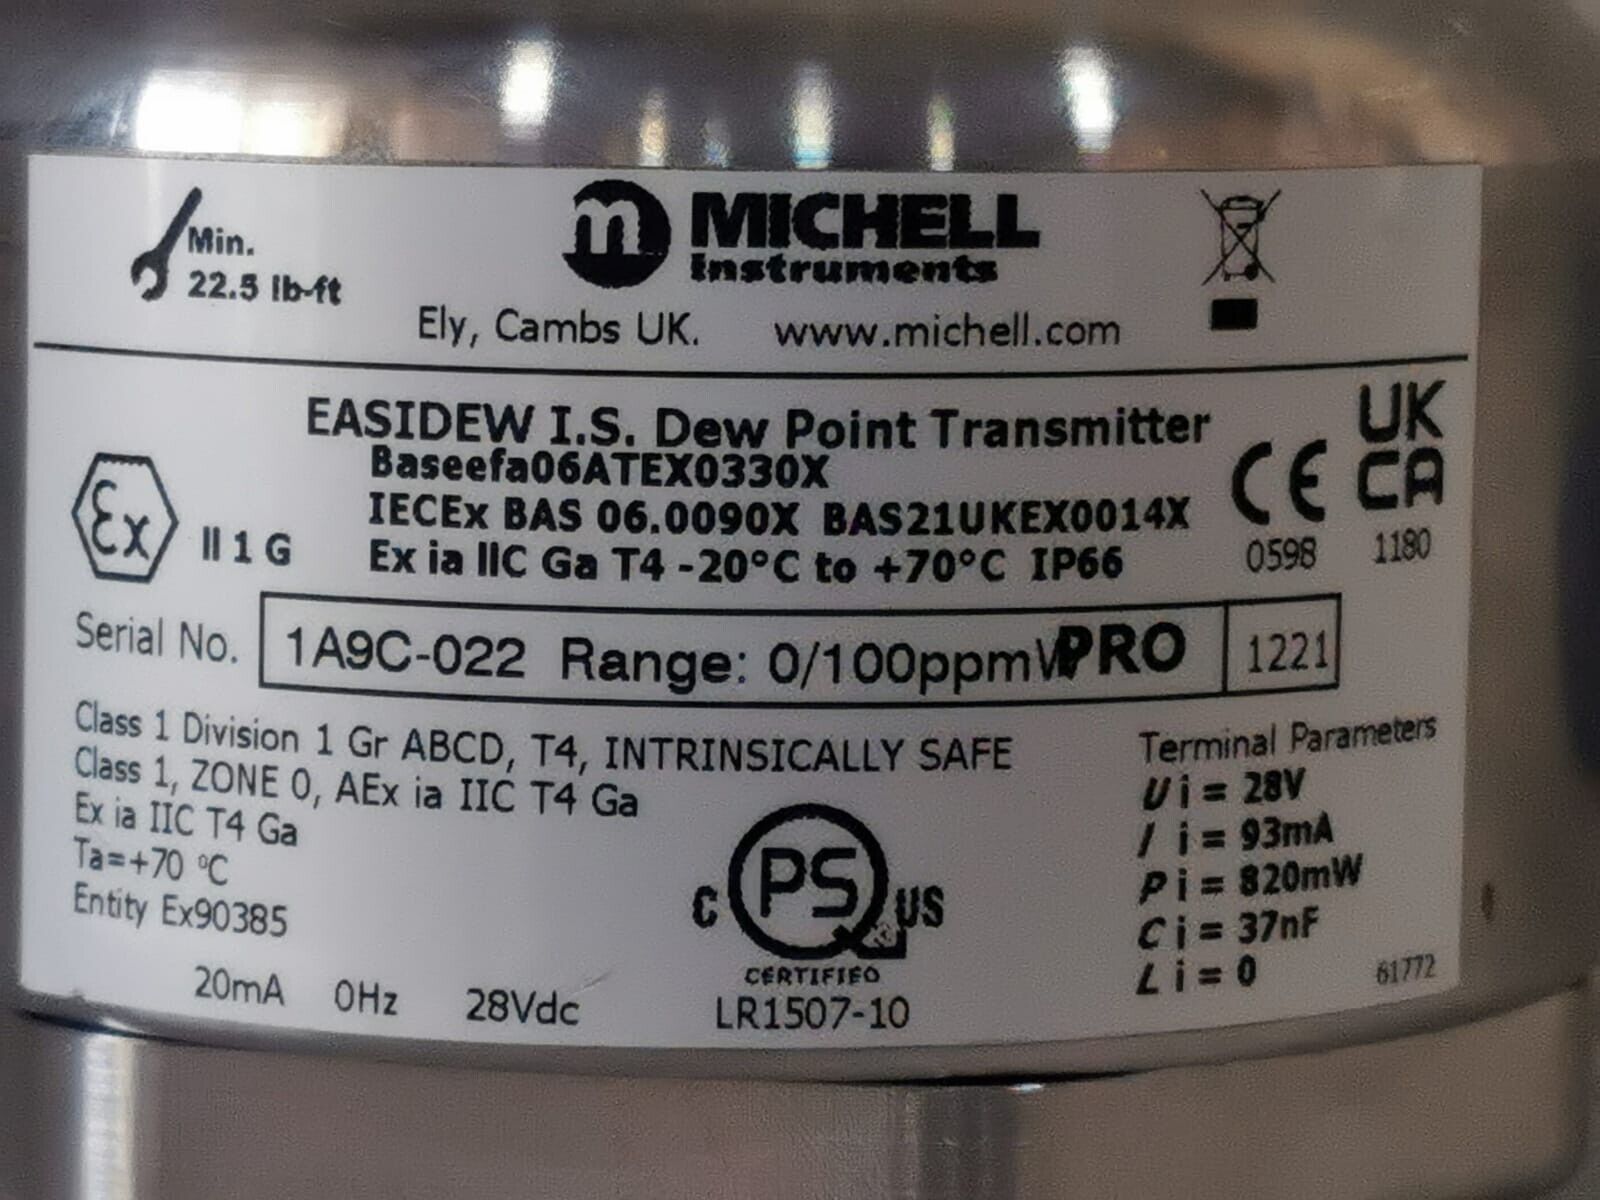 Min.
22.5 lb-ft
m MICHELL
Instruments
Ely, Cambs UK. www.michell.com
EASIDEW I.S. Dew Point Transmitter
Baseefa06ATEX0330X
IECEx BAS 06.0090X BAS21UKEX0014X
Ex ia IIC Ga T4 -20°C to +70°C IP66
Ex II 1 G
CE
0598
UK
CA
1180
Serial No. 1A9C-022 Range: 0/100ppmV PRO 1221
Class 1 Division 1 Gr ABCD, T4, INTRINSICALLY SAFE
Class 1, ZONE 0, AEx ia IIC T4 Ga
Ex ia IIC T4 Ga
Ta=+70 °C
Entity Ex90385
20mA 0Hz 28Vdc
C PS US
CERTIFIED
LR1507-10
Terminal Parameters
Ui = 28V
Ii = 93mA
Pi = 820mW
Ci = 37nF
Li = 0
61772